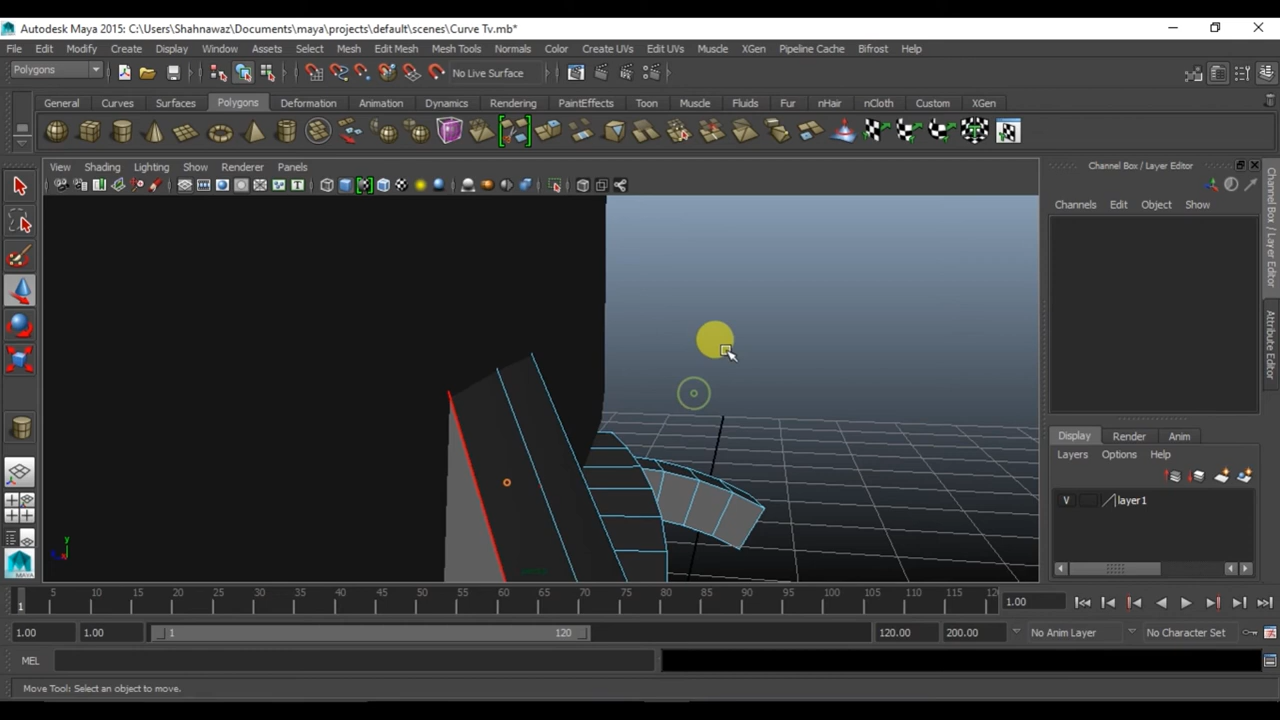 Autodesk Maya 2015: C:\Users\Shahnawaz\Documents\maya\projects\default\scenes\Curve Tv.mb*
File Edit Modify Create Display Window Assets Select Mesh Edit Mesh Mesh Tools Normals Color Create UVs Edit UVs Muscle XGen Pipeline Cache Bifrost Help
Polygons No Live Surface
General Curves Surfaces Polygons Deformation Animation Dynamics Rendering PaintEffects Toon Muscle Fluids Fur nHair nCloth Custom XGen
View Shading Lighting Show Renderer Panels
Channel Box / Layer Editor
Channels Edit Object Show
Channel Box / Layer Editor
Attribute Editor
Display Render Anim
Layers Options Help
V layer1
y
1 5 10 15 20 25 30 35 40 45 50 55 60 65 70 75 80 85 90 95 100 105 110 115 12
1.00
1.00 1.00 1 120 120.00 200.00 No Anim Layer No Character Set
MEL
Move Tool: Select an object to move.